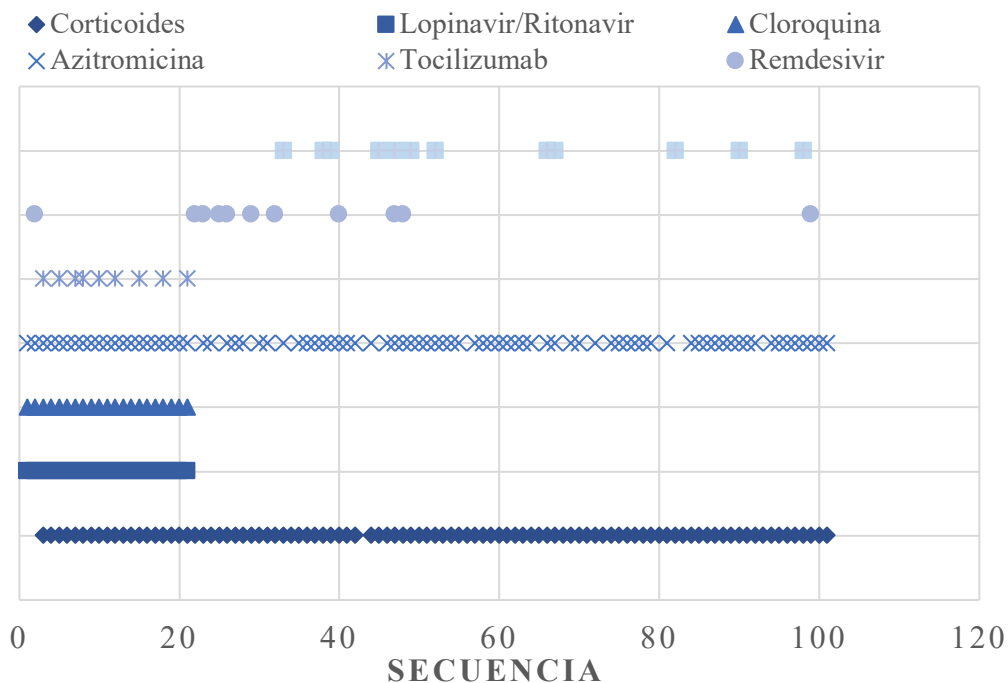 Corticoides Lopinavir/Ritonavir Cloroquina
Azitromicina Tocilizumab Remdesivir
0 20 40 60 80 100 120
SECUENCIA